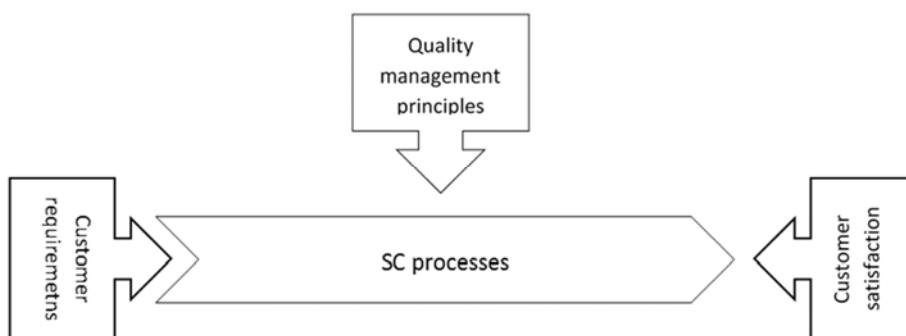 Quality
management
principles
Customer
requiremetns
SC processes
Customer
satisfaction